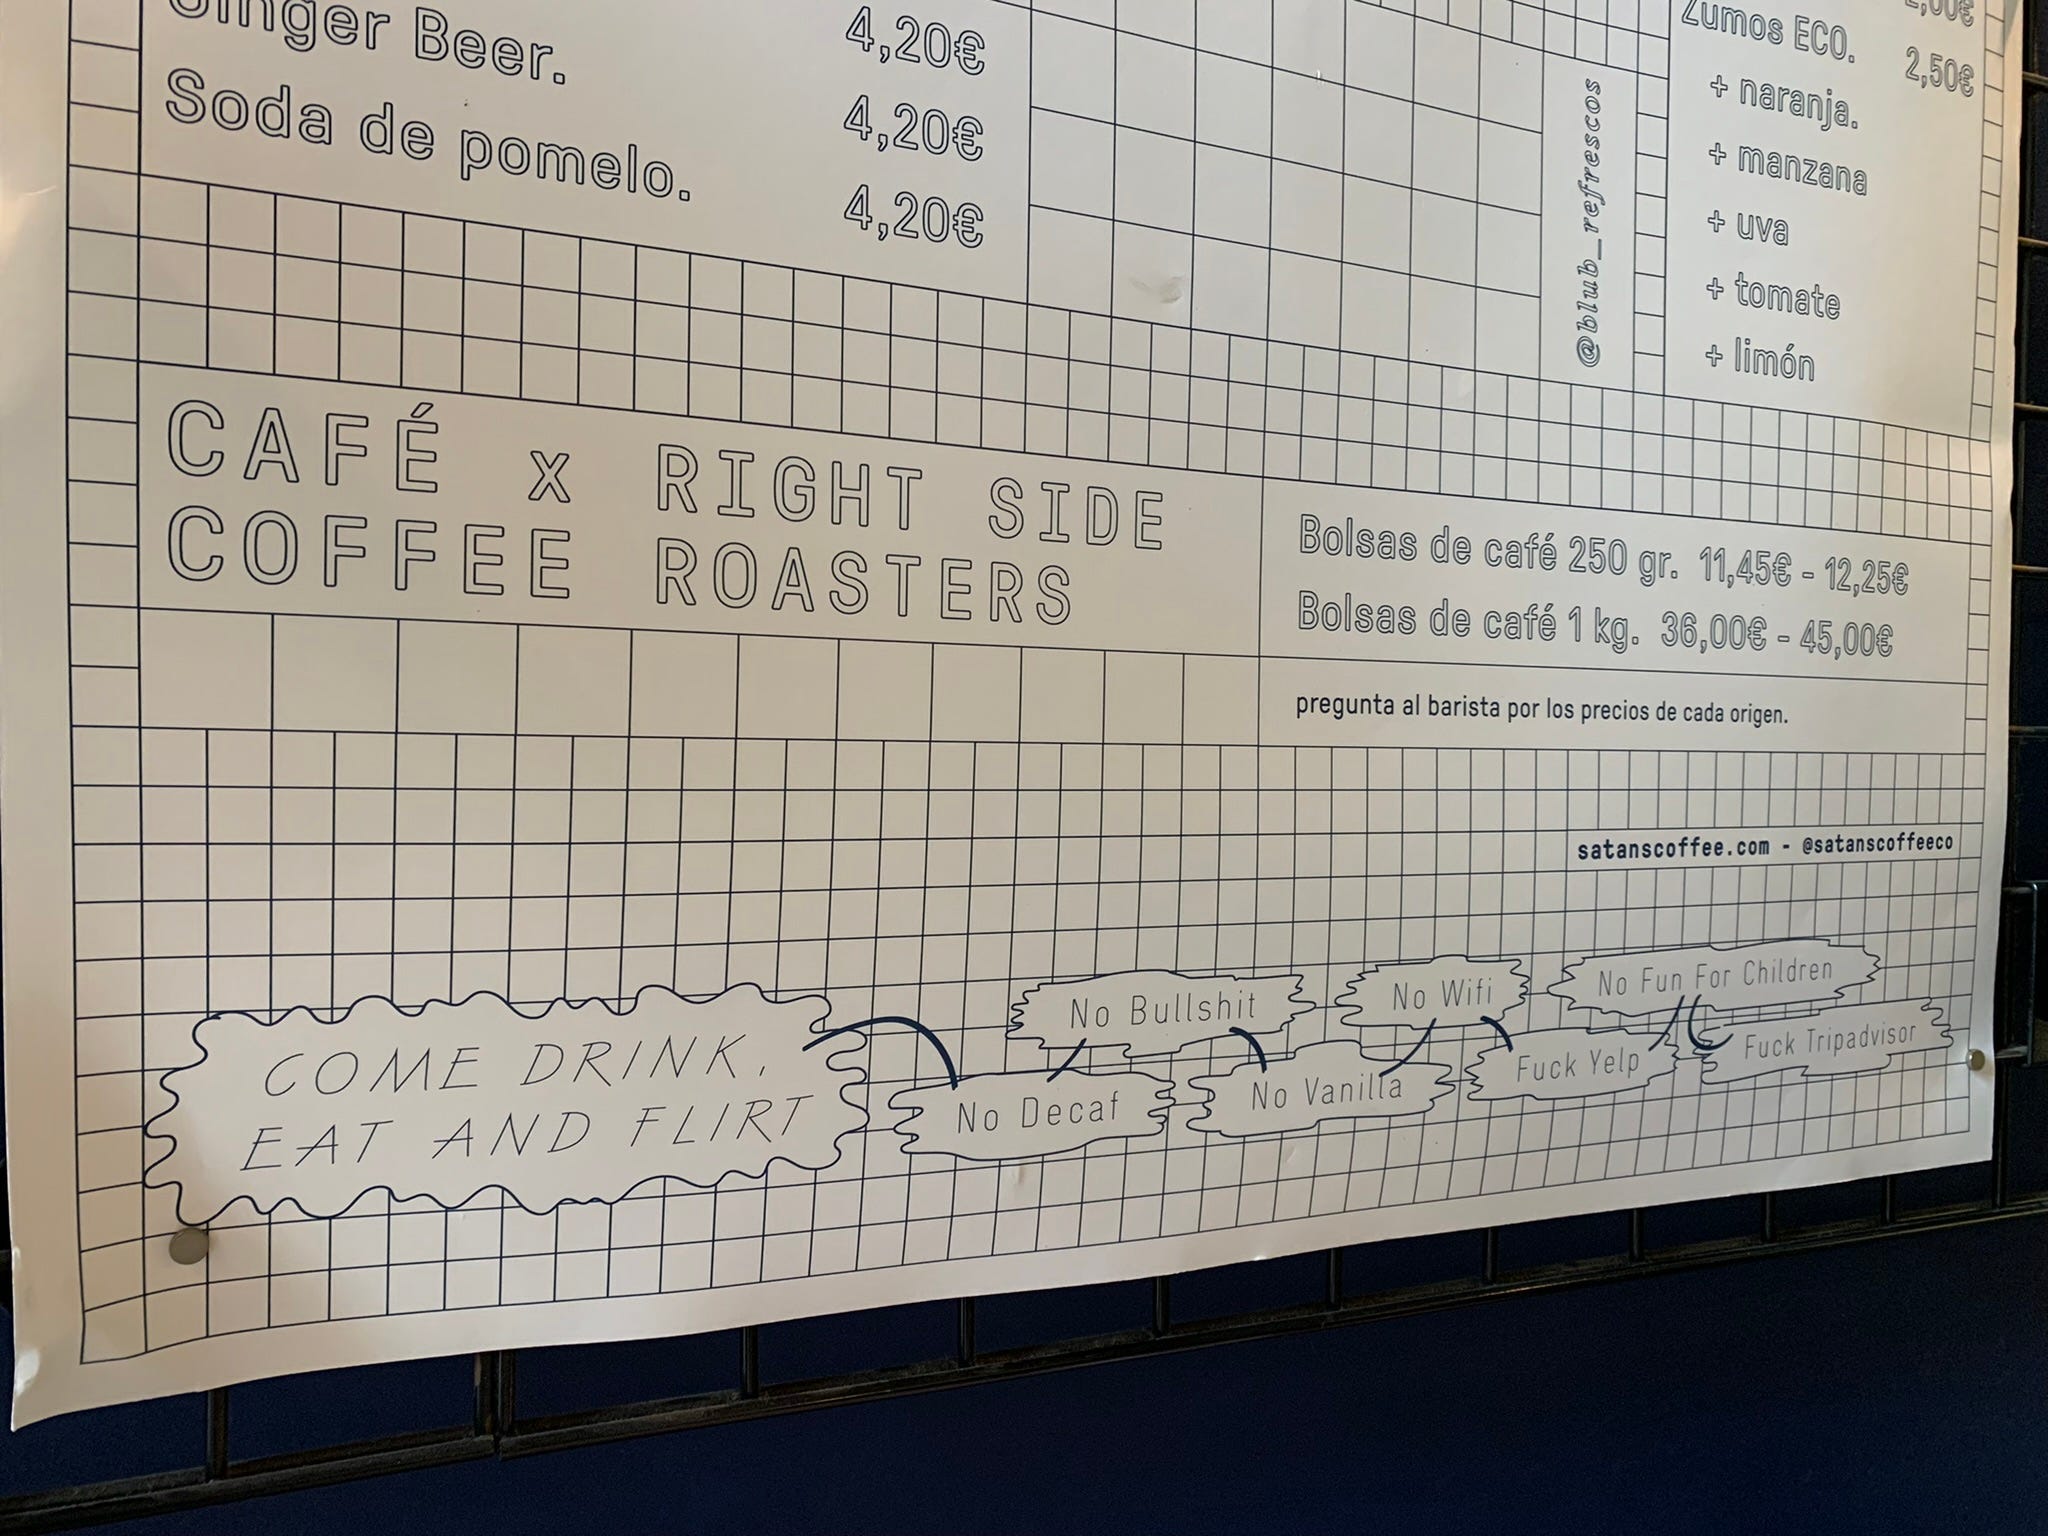 Ginger Beer. 4,20€
Soda de pomelo. 4,20€
4,20€
@blub_refrescos
Zumos ECO. 2,50€
+ naranja.
+ manzana
+ uva
+ tomate
+ limón
CAFÉ x RIGHT SIDE
COFFEE ROASTERS
Bolsas de café 250 gr. 11,45€ - 12,25€
Bolsas de café 1 kg. 36,00€ - 45,00€
pregunta al barista por los precios de cada origen.
satanscoffee.com - @satanscoffeeco
COME DRINK,
EAT AND FLIRT
No Decaf
No Bullshit
No Vanilla
No Wifi
Fuck Yelp
No Fun For Children
Fuck Tripadvisor